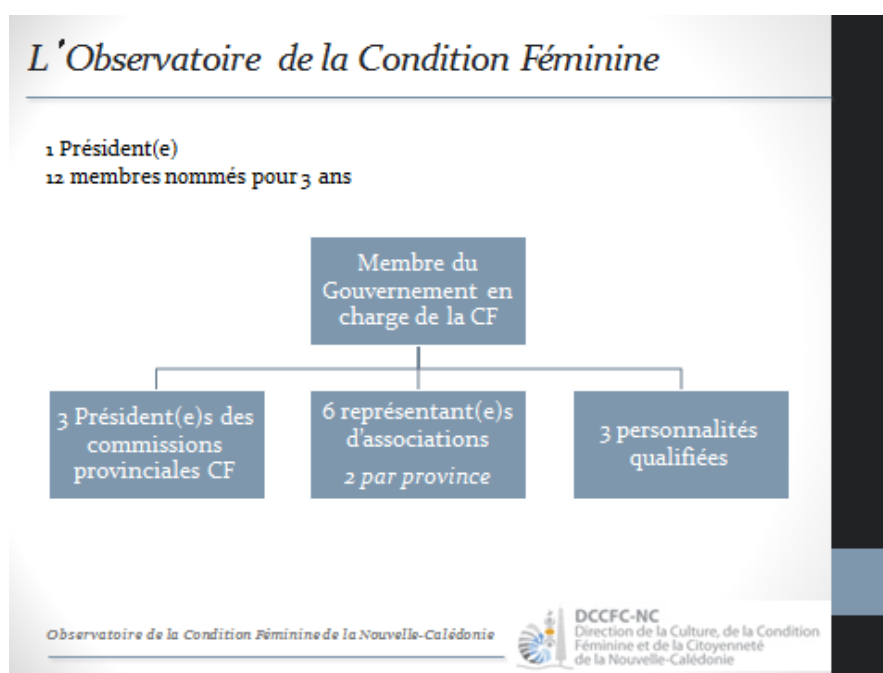 L'Observatoire de la Condition Féminine
1 Président(e)
12 membres nommés pour 3 ans
Membre du
Gouvernement en
charge de la CF
3 Président(e)s des
commissions
provinciales CF
6 représentant(e)s
d'associations
2 par province
3 personnalités
qualifiées
Observatoire de la Condition Féminine de la Nouvelle-Calédonie
DCCFC-NC
Direction de la Culture, de la Condition
Féminine et de la Citoyenneté
de la Nouvelle-Calédonie